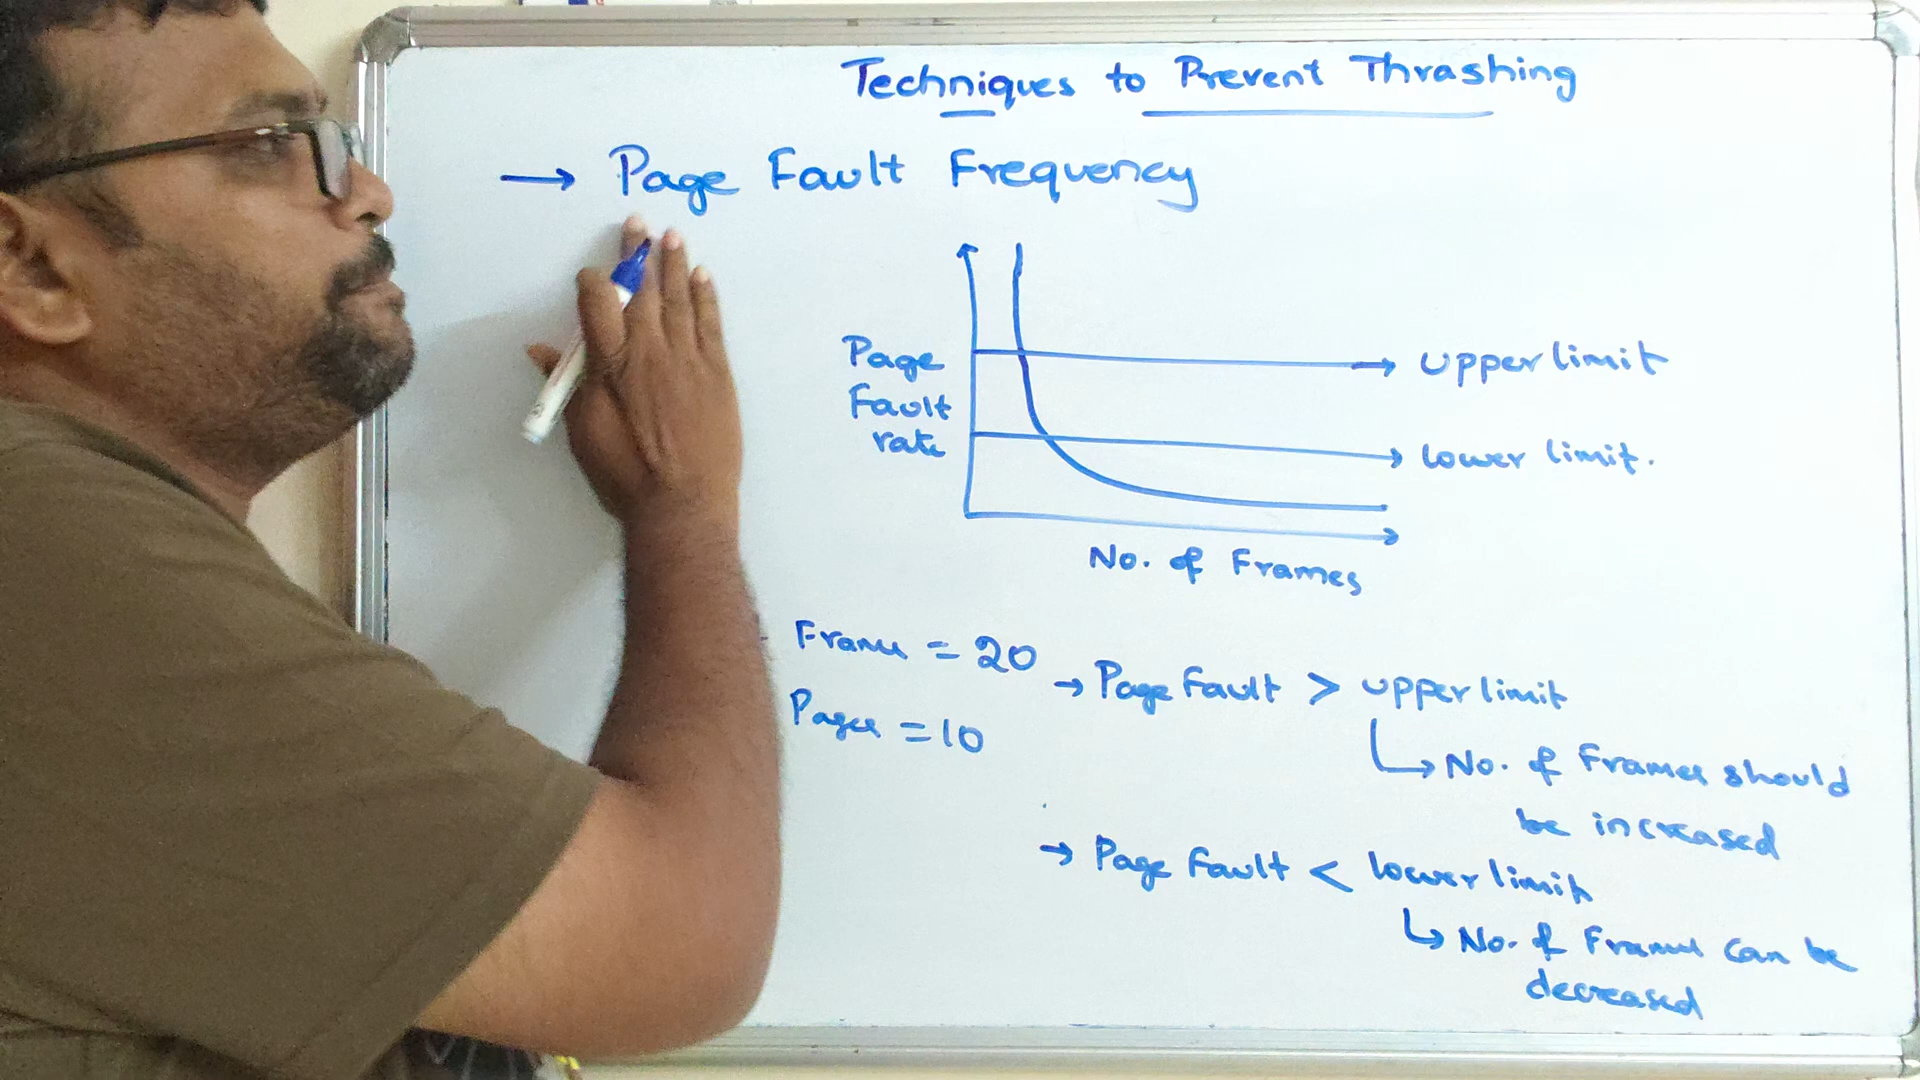 Techniques to Prevent Thrashing
→ Page Fault Frequency
Page
Fault
rate
→ upper limit
→ lower limit.
No. of Frames
Frames = 20
Pages = 10
→ Page fault > upper limit
↳ No. of Frames should
be increased
→ Page fault < lower limit
↳ No. of Frames can be
decreased